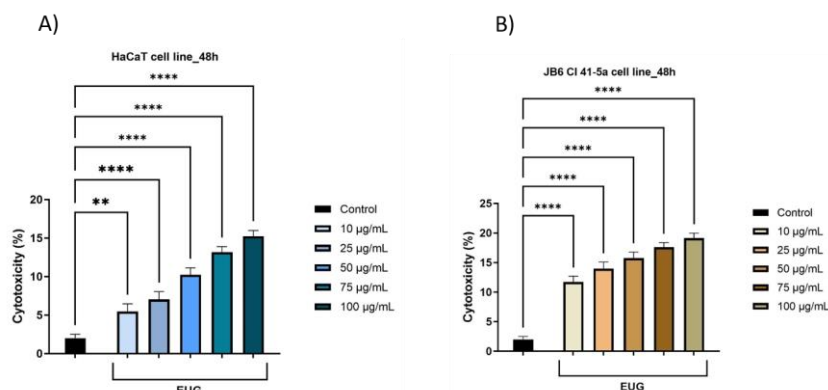 A)
HaCaT cell line_48h
****
****
****
****
**
Cytotoxicity (%)
20
15
10
5
0
EUG
Control
10 µg/mL
25 µg/mL
50 µg/mL
75 µg/mL
100 µg/mL
B)
JB6 Cl 41-5a cell line_48h
****
****
****
****
****
Cytotoxicity (%)
25
20
15
10
5
0
EUG
Control
10 µg/mL
25 µg/mL
50 µg/mL
75 µg/mL
100 µg/mL